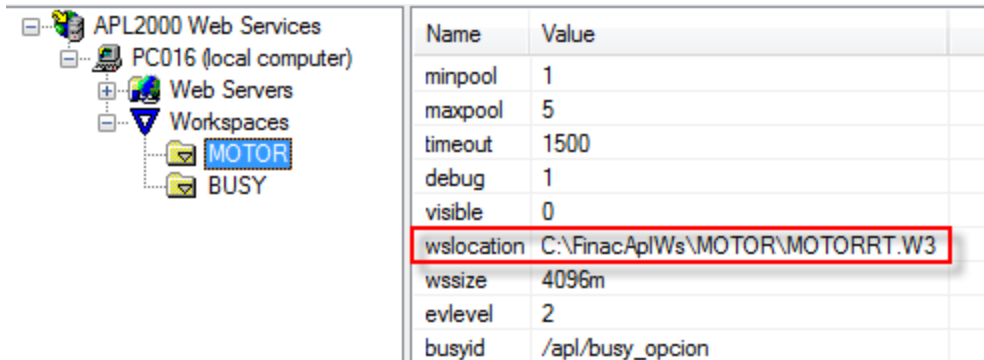 APL2000 Web Services
PC016 (local computer)
Web Servers
Workspaces
MOTOR
BUSY
Name Value
minpool 1
maxpool 5
timeout 1500
debug 1
visible 0
wslocation C:\FinacAplWs\MOTOR\MOTORRT.W3
wssize 4096m
evlevel 2
busyid /apl/busy_opcion